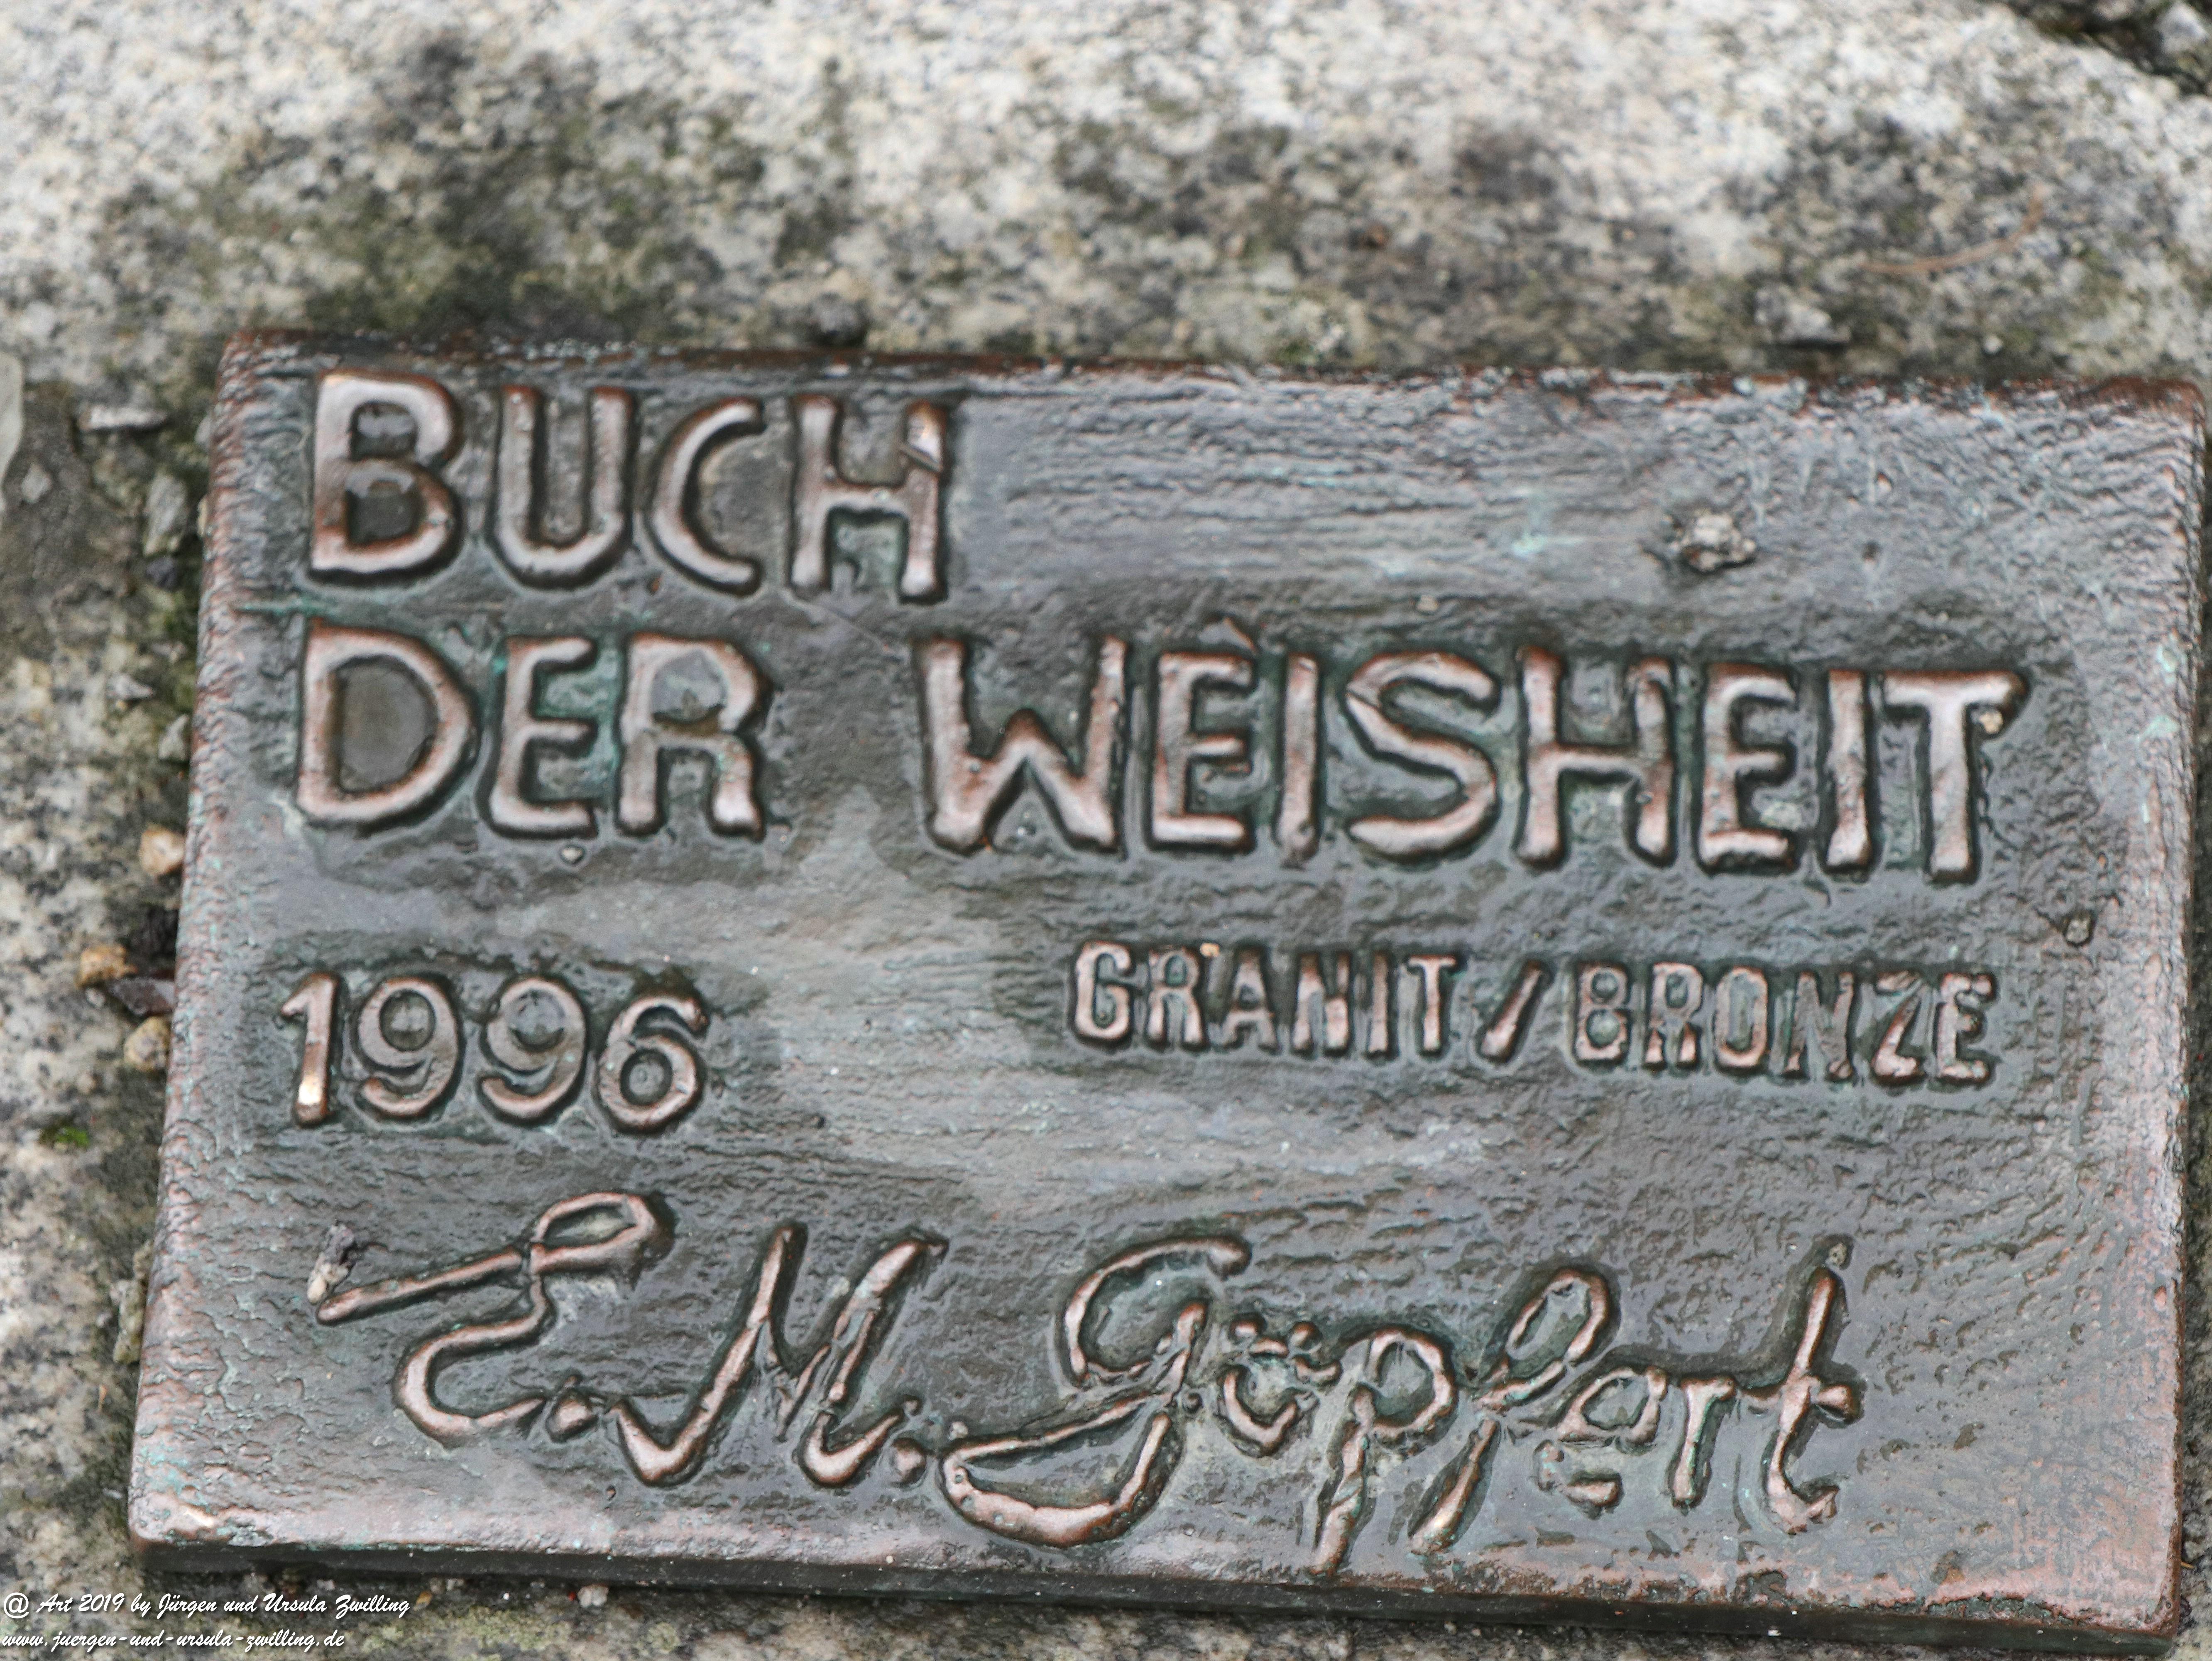 BUCH
DER WEISHEIT
1996 GRANIT/BRONZE
E.M. Göpfert
@ Art 2019 by Jürgen und Ursula Zwilling
www.juergen-und-ursula-zwilling.de